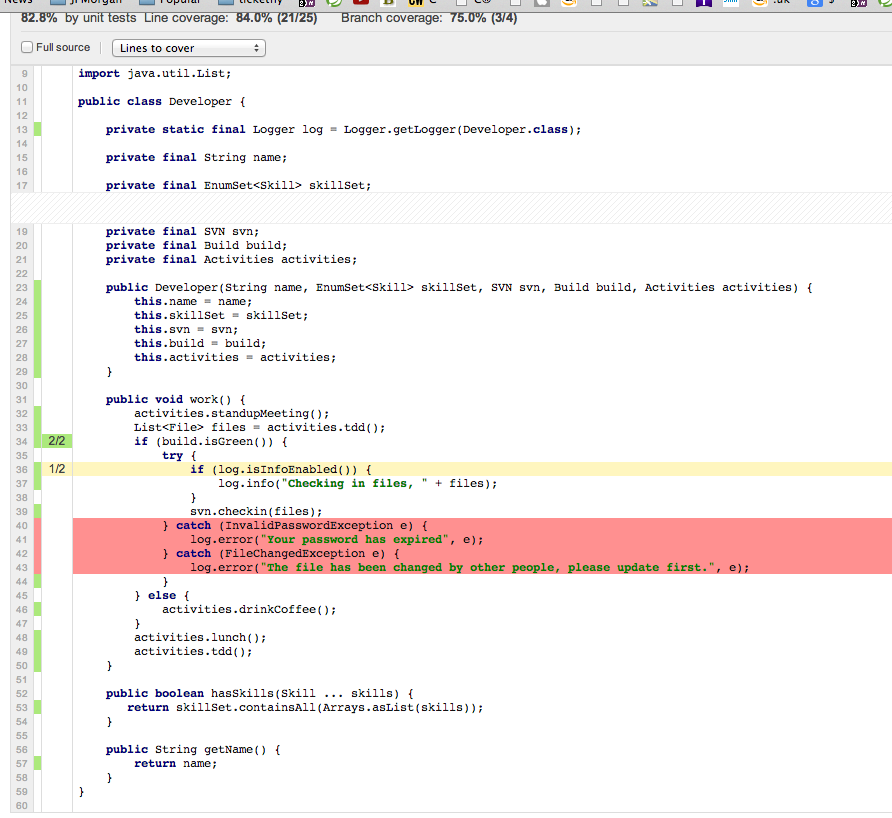 News JPMorgan Popular ticketfly GW C C® .uk
82.8% by unit tests Line coverage: 84.0% (21/25) Branch coverage: 75.0% (3/4)
Full source Lines to cover
9 import java.util.List;
10
11 public class Developer {
12
13 private static final Logger log = Logger.getLogger(Developer.class);
14
15 private final String name;
16
17 private final EnumSet<Skill> skillSet;
19 private final SVN svn;
20 private final Build build;
21 private final Activities activities;
22
23 public Developer(String name, EnumSet<Skill> skillSet, SVN svn, Build build, Activities activities) {
24 this.name = name;
25 this.skillSet = skillSet;
26 this.svn = svn;
27 this.build = build;
28 this.activities = activities;
29 }
30
31 public void work() {
32 activities.standupMeeting();
33 List<File> files = activities.tdd();
34 2/2 if (build.isGreen()) {
35 try {
36 1/2 if (log.isInfoEnabled()) {
37 log.info("Checking in files, " + files);
38 }
39 svn.checkin(files);
40 } catch (InvalidPasswordException e) {
41 log.error("Your password has expired", e);
42 } catch (FileChangedException e) {
43 log.error("The file has been changed by other people, please update first.", e);
44 }
45 } else {
46 activities.drinkCoffee();
47 }
48 activities.lunch();
49 activities.tdd();
50 }
51
52 public boolean hasSkills(Skill ... skills) {
53 return skillSet.containsAll(Arrays.asList(skills));
54 }
55
56 public String getName() {
57 return name;
58 }
59 }
60